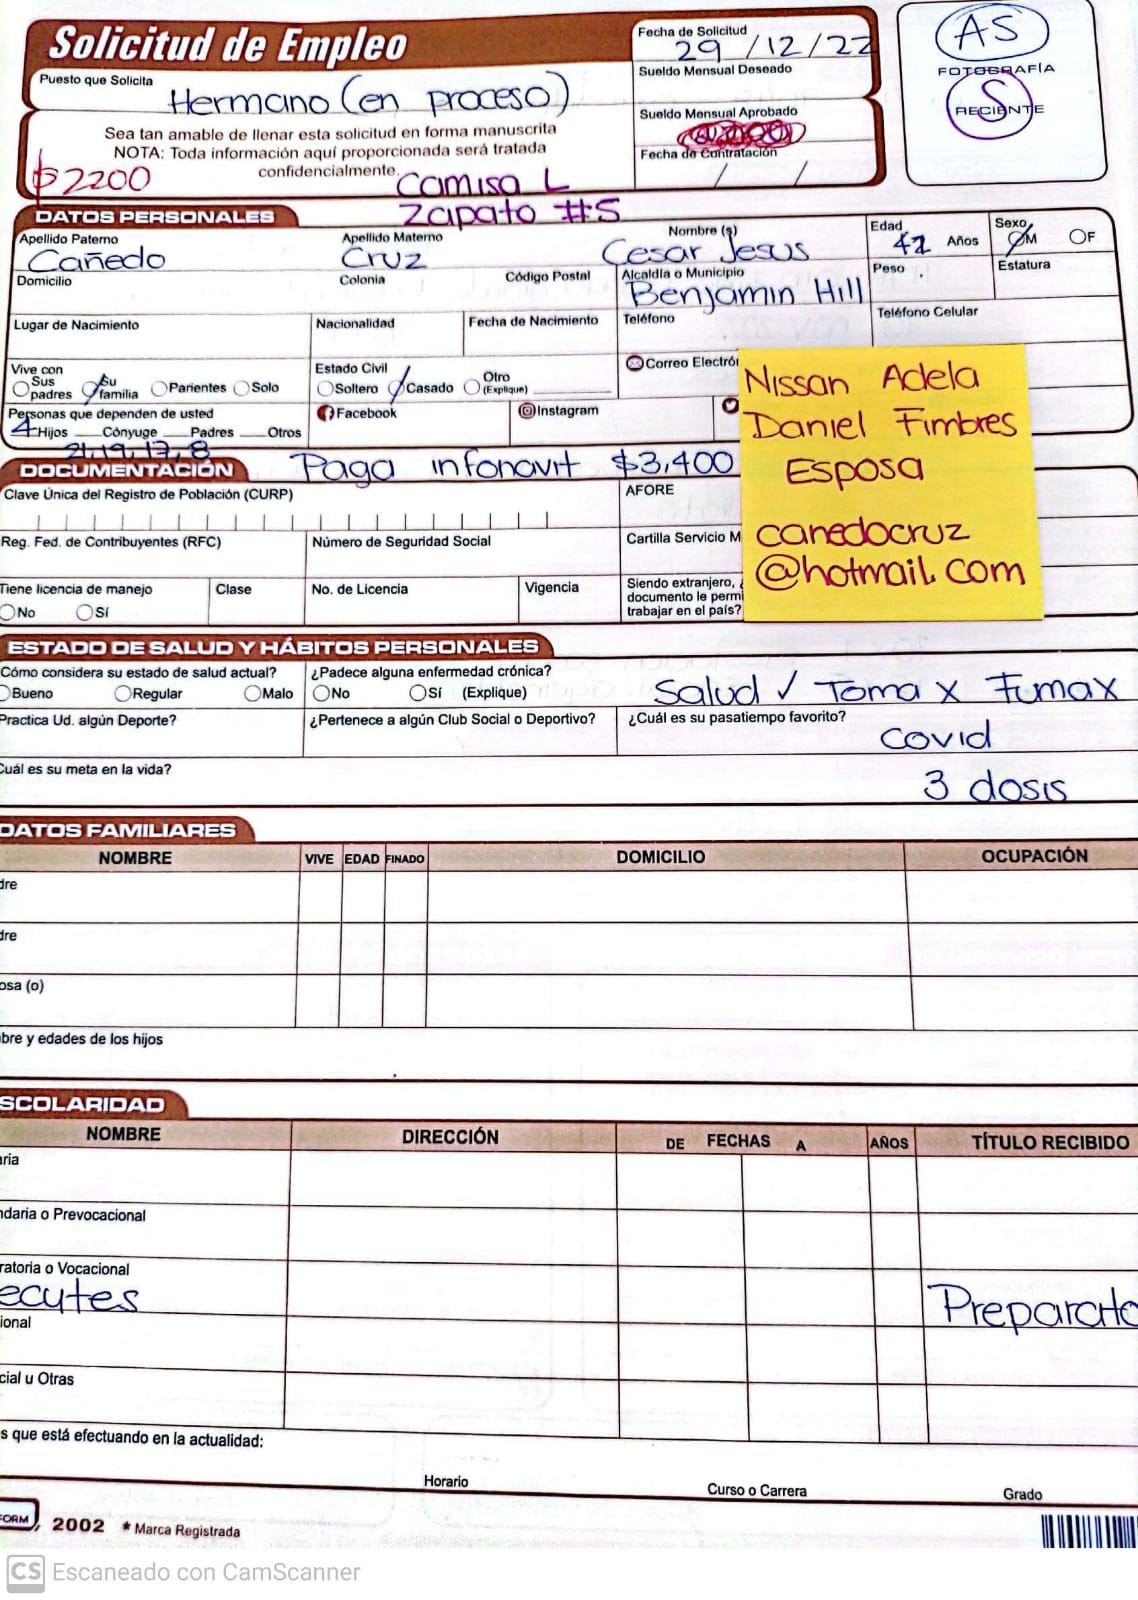 Solicitud de Empleo
Fecha de Solicitud
29 / 12 / 22
Puesto que Solicita
Hermano (en proceso)
Sueldo Mensual Deseado
Sueldo Mensual Aprobado
Fecha de Contratación
/ /
AS
FOTOGRAFÍA
S
RECIENTE
Sea tan amable de llenar esta solicitud en forma manuscrita
NOTA: Toda información aquí proporcionada será tratada
confidencialmente.
$2200
Camisa L
Zapato #5
DATOS PERSONALES
Apellido Paterno Apellido Materno Nombre (s) Edad Sexo
Cañedo Cruz Cesar Jesus 42 Años M F
Domicilio Colonia Código Postal Alcaldía o Municipio Peso Estatura
Benjamin Hill
Lugar de Nacimiento Nacionalidad Fecha de Nacimiento Teléfono Teléfono Celular
Vive con Estado Civil Correo Electró
Sus padres Su familia Parientes Solo Soltero Casado Otro (Explique)
Personas que dependen de usted Facebook Instagram
4 Hijos Cónyuge Padres Otros
21, 19, 17, 8
Nissan Adela
Daniel Fimbres
Esposa
canedocruz
@hotmail.com
DOCUMENTACIÓN
Paga infonavit $3,400
Clave Única del Registro de Población (CURP) AFORE
Reg. Fed. de Contribuyentes (RFC) Número de Seguridad Social Cartilla Servicio M
Tiene licencia de manejo Clase No. de Licencia Vigencia Siendo extranjero, ¿
No Sí documento le permi
trabajar en el país?
ESTADO DE SALUD Y HÁBITOS PERSONALES
Cómo considera su estado de salud actual? ¿Padece alguna enfermedad crónica?
Bueno Regular Malo No Sí (Explique) Salud ✓ Toma x Fuma x
Practica Ud. algún Deporte? ¿Pertenece a algún Club Social o Deportivo? ¿Cuál es su pasatiempo favorito?
Covid
Cuál es su meta en la vida?
3 dosis
DATOS FAMILIARES
NOMBRE VIVE EDAD FINADO DOMICILIO OCUPACIÓN
dre
dre
osa (o)
bre y edades de los hijos
SCOLARIDAD
NOMBRE DIRECCIÓN DE FECHAS A AÑOS TÍTULO RECIBIDO
aria
ndaria o Prevocacional
ratoria o Vocacional
ecytes Preparato
ional
cial u Otras
s que está efectuando en la actualidad:
Horario Curso o Carrera Grado
FORM 2002 * Marca Registrada
CS Escaneado con CamScanner